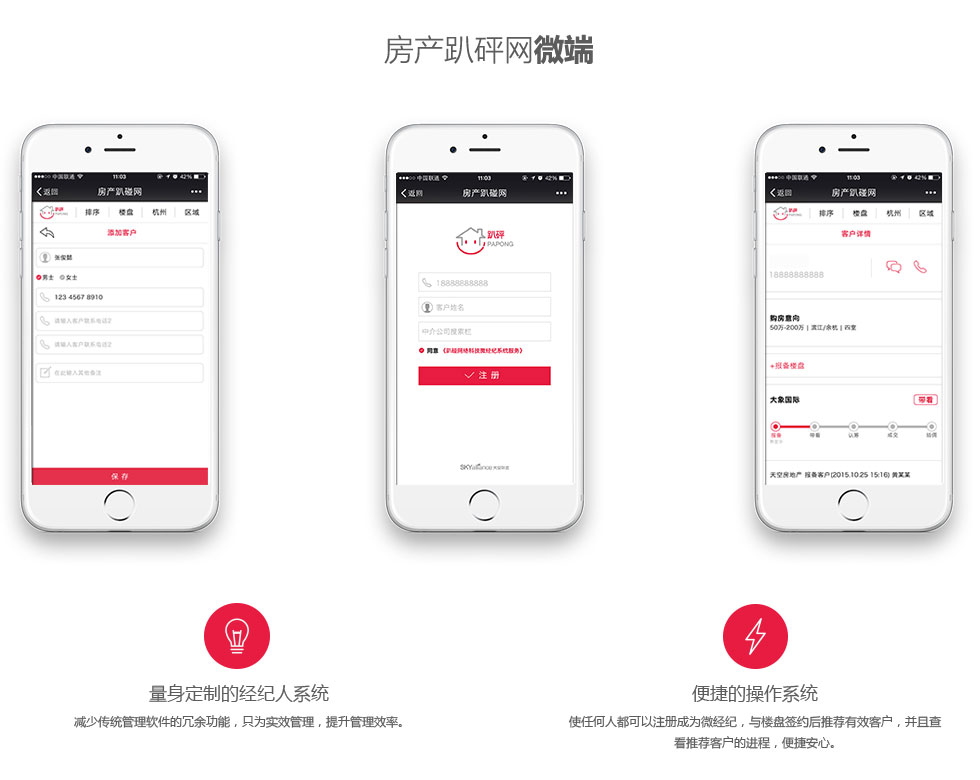 房产趴砰网微端
中国联通 11:03 42%
返回 房产趴碰网
趴砰 PAPONG 排序 楼盘 杭州 区域
添加客户
张俊懿
男士 女士
123 4567 8910
请输入客户联系电话2
请输入客户联系电话2
在此键入其他备注
保存
中国联通 11:03 42%
返回 房产趴碰网
趴砰
PAPONG
18888888888
客户姓名
中介公司搜索栏
同意 《趴碰网络科技微经纪系统服务》
注册
中国联通 11:03 42%
返回 房产趴碰网
趴砰 PAPONG 排序 楼盘 杭州 区域
客户详情
18888888888
购房意向
50万-200万 | 滨江/余杭 | 四室
+报备楼盘
大象国际 带看
报备 带看 认筹 成交 结佣
天空房地产 报备客户(2015.10.25 15:16) 黄某某
量身定制的经纪人系统
减少传统管理软件的冗余功能，只为实效管理，提升管理效率。
便捷的操作系统
使任何人都可以注册成为微经纪，与楼盘签约后推荐有效客户，并且查
看推荐客户的进程，便捷安心。